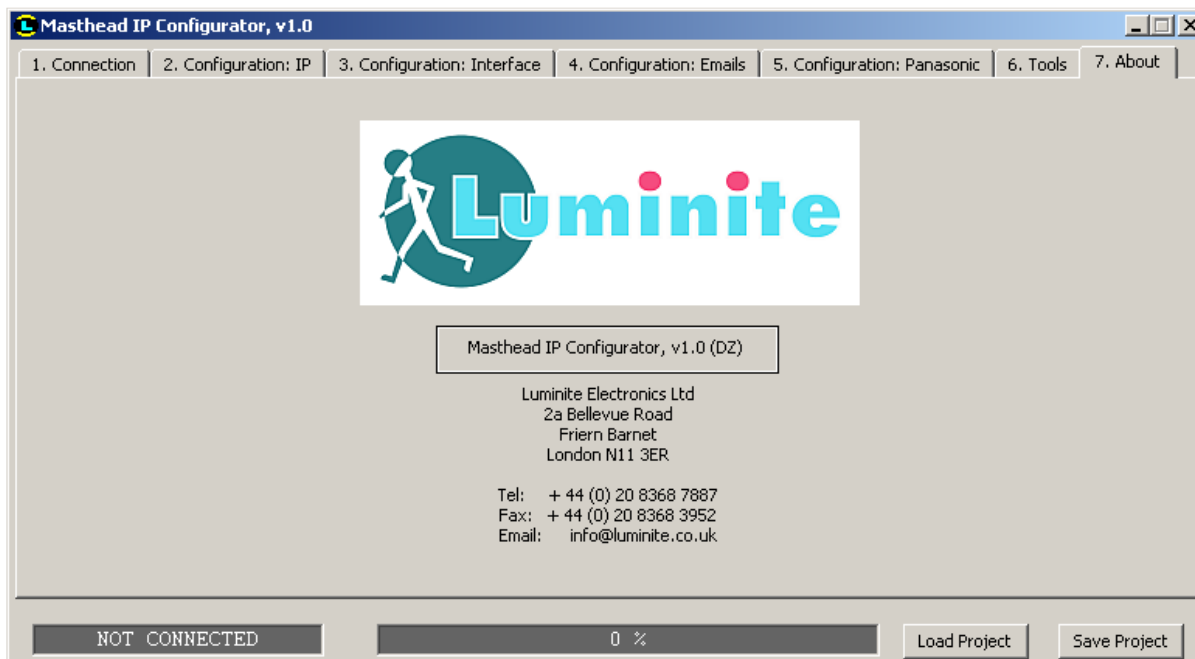 Masthead IP Configurator, v1.0
1. Connection 2. Configuration: IP 3. Configuration: Interface 4. Configuration: Emails 5. Configuration: Panasonic 6. Tools 7. About
Luminite
Masthead IP Configurator, v1.0 (DZ)
Luminite Electronics Ltd
2a Bellevue Road
Friern Barnet
London N11 3ER
Tel: + 44 (0) 20 8368 7887
Fax: + 44 (0) 20 8368 3952
Email: info@luminite.co.uk
NOT CONNECTED 0 % Load Project Save Project